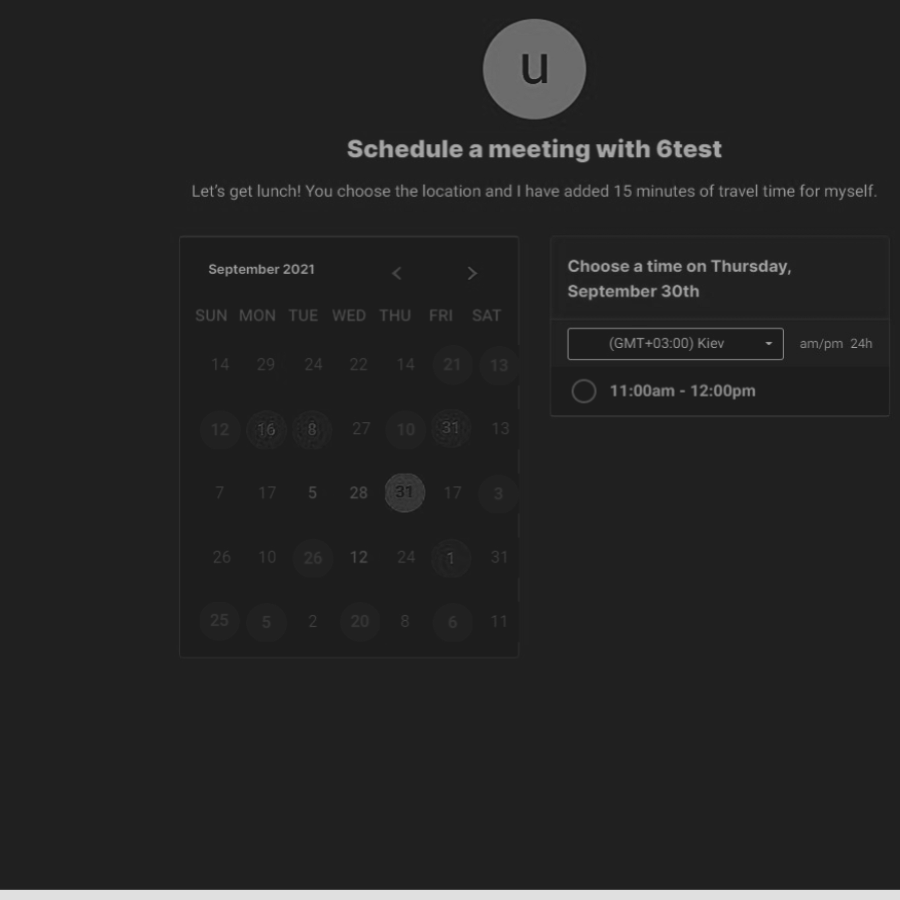 u
Schedule a meeting with 6test
Let's get lunch! You choose the location and I have added 15 minutes of travel time for myself.
September 2021
SUN MON TUE WED THU FRI SAT
14 29 24 22 14 21 13
12 16 8 27 10 31 13
7 17 5 28 31 17 3
26 10 26 12 24 1 31
25 5 2 20 8 6 11
Choose a time on Thursday,
September 30th
(GMT+03:00) Kiev am/pm 24h
11:00am - 12:00pm